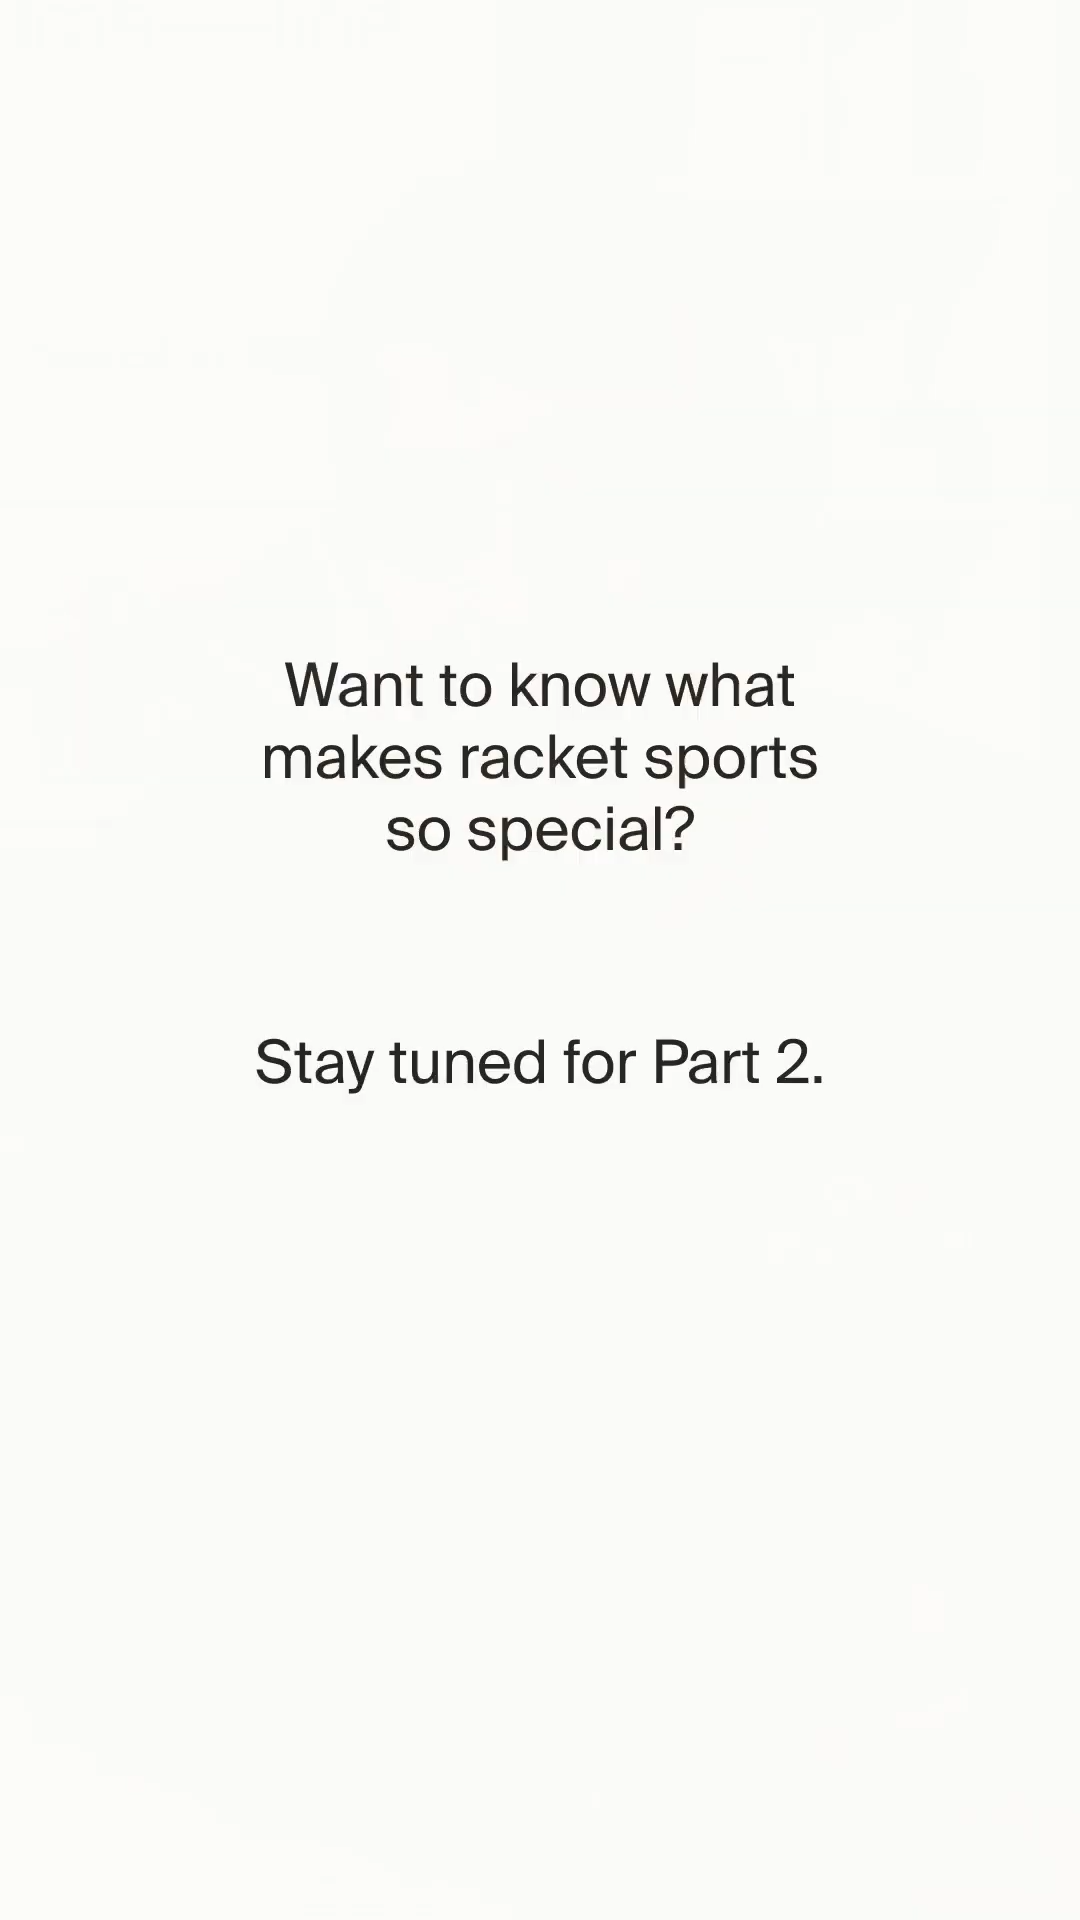 Want to know what
makes racket sports
so special?
Stay tuned for Part 2.